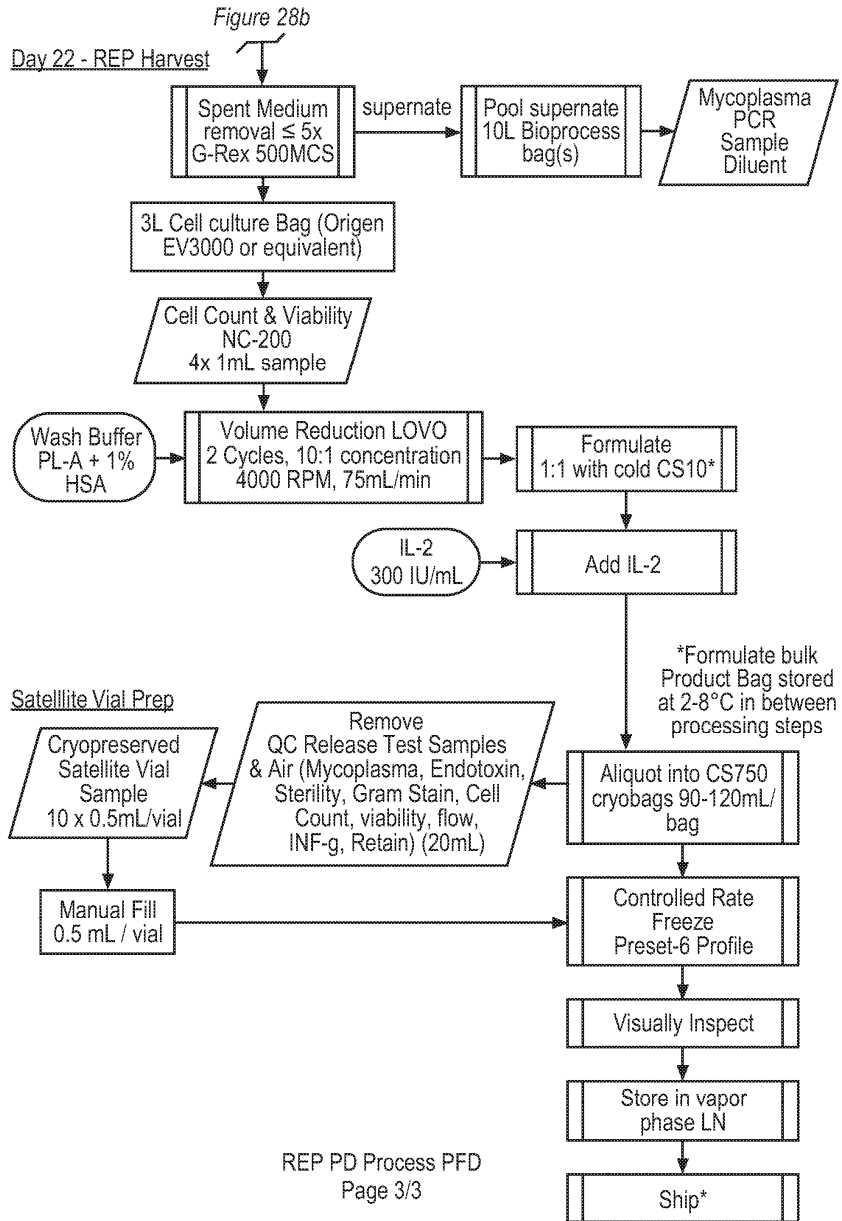 Figure 28b
Day 22 - REP Harvest
Spent Medium
removal ≤ 5x
G-Rex 500MCS
supernate
Pool supernate
10L Bioprocess
bag(s)
Mycoplasma
PCR
Sample
Diluent
3L Cell culture Bag (Origen
EV3000 or equivalent)
Cell Count & Viability
NC-200
4x 1mL sample
Wash Buffer
PL-A + 1%
HSA
Volume Reduction LOVO
2 Cycles, 10:1 concentration
4000 RPM, 75mL/min
Formulate
1:1 with cold CS10*
IL-2
300 IU/mL
Add IL-2
*Formulate bulk
Product Bag stored
at 2-8°C in between
processing steps
Satelllite Vial Prep
Cryopreserved
Satellite Vial
Sample
10 x 0.5mL/vial
Remove
QC Release Test Samples
& Air (Mycoplasma, Endotoxin,
Sterility, Gram Stain, Cell
Count, viability, flow,
INF-g, Retain) (20mL)
Aliquot into CS750
cryobags 90-120mL/
bag
Manual Fill
0.5 mL / vial
Controlled Rate
Freeze
Preset-6 Profile
Visually Inspect
Store in vapor
phase LN
REP PD Process PFD
Page 3/3
Ship*